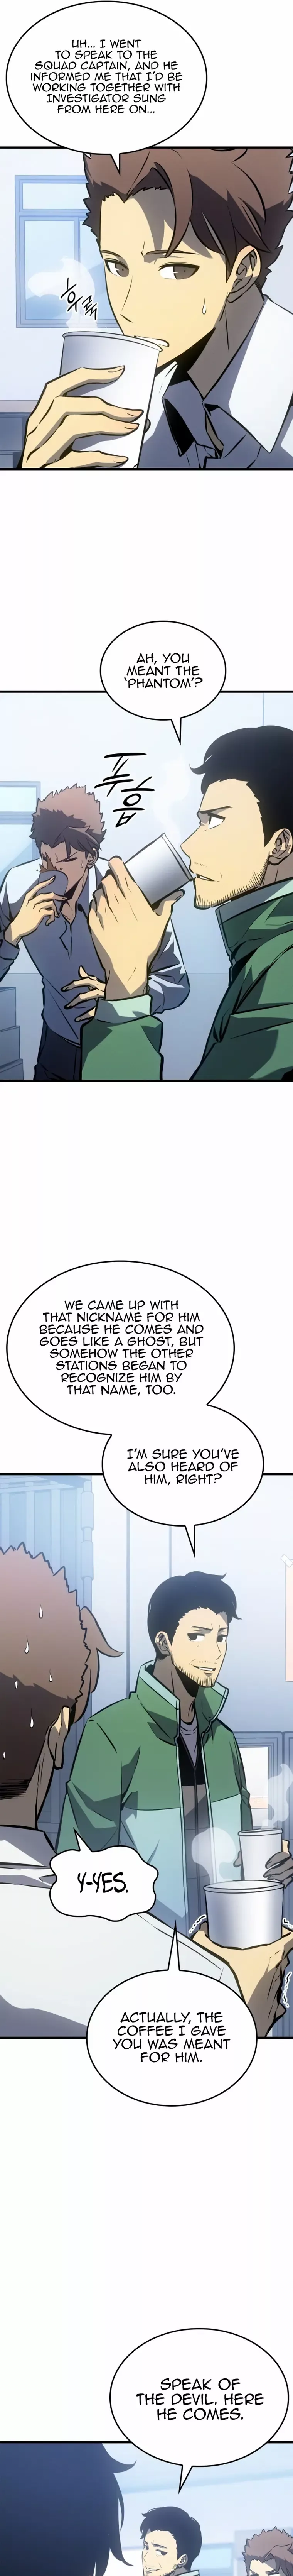 UH... I WENT
TO SPEAK TO THE
SQUAD CAPTAIN, AND HE
INFORMED ME THAT I'D BE
WORKING TOGETHER WITH
INVESTIGATOR SUNG
FROM HERE ON...
AH, YOU
MEANT THE
'PHANTOM'?
푸웁
WE CAME UP WITH
THAT NICKNAME FOR HIM
BECAUSE HE COMES AND
GOES LIKE A GHOST, BUT
SOMEHOW THE OTHER
STATIONS BEGAN TO
RECOGNIZE HIM BY
THAT NAME, TOO.
I'M SURE YOU'VE
ALSO HEARD OF
HIM, RIGHT?
Y-YES.
ACTUALLY, THE
COFFEE I GAVE
YOU WAS MEANT
FOR HIM.
SPEAK OF
THE DEVIL. HERE
HE COMES.